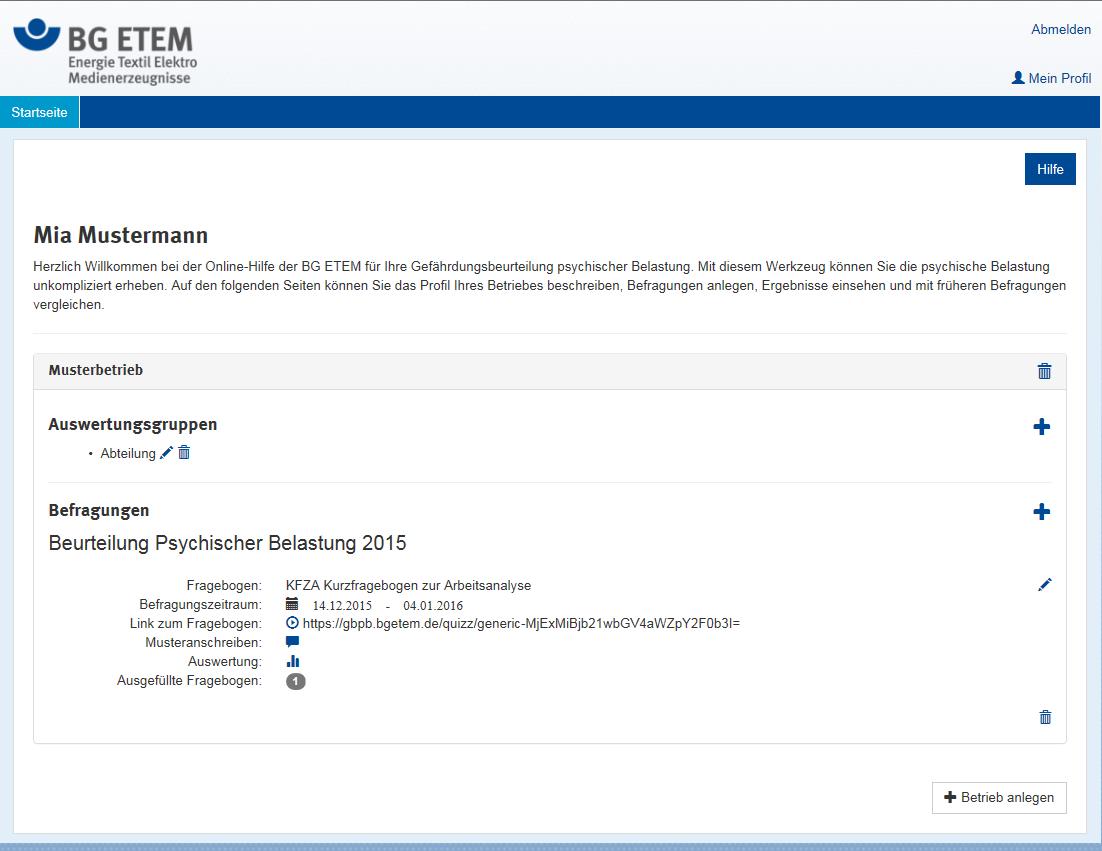 BG ETEM
Energie Textil Elektro
Medienerzeugnisse
Abmelden
Mein Profil
Startseite
Hilfe
Mia Mustermann
Herzlich Willkommen bei der Online-Hilfe der BG ETEM für Ihre Gefährdungsbeurteilung psychischer Belastung. Mit diesem Werkzeug können Sie die psychische Belastung
unkompliziert erheben. Auf den folgenden Seiten können Sie das Profil Ihres Betriebes beschreiben, Befragungen anlegen, Ergebnisse einsehen und mit früheren Befragungen
vergleichen.
Musterbetrieb
Auswertungsgruppen
• Abteilung
Befragungen
Beurteilung Psychischer Belastung 2015
Fragebogen: KFZA Kurzfragebogen zur Arbeitsanalyse
Befragungszeitraum: 14.12.2015 - 04.01.2016
Link zum Fragebogen: https://gbpb.bgetem.de/quizz/generic-MjExMiBjb21wbGV4aWZpY2F0b3I=
Musteranschreiben:
Auswertung:
Ausgefüllte Fragebogen: 1
Betrieb anlegen